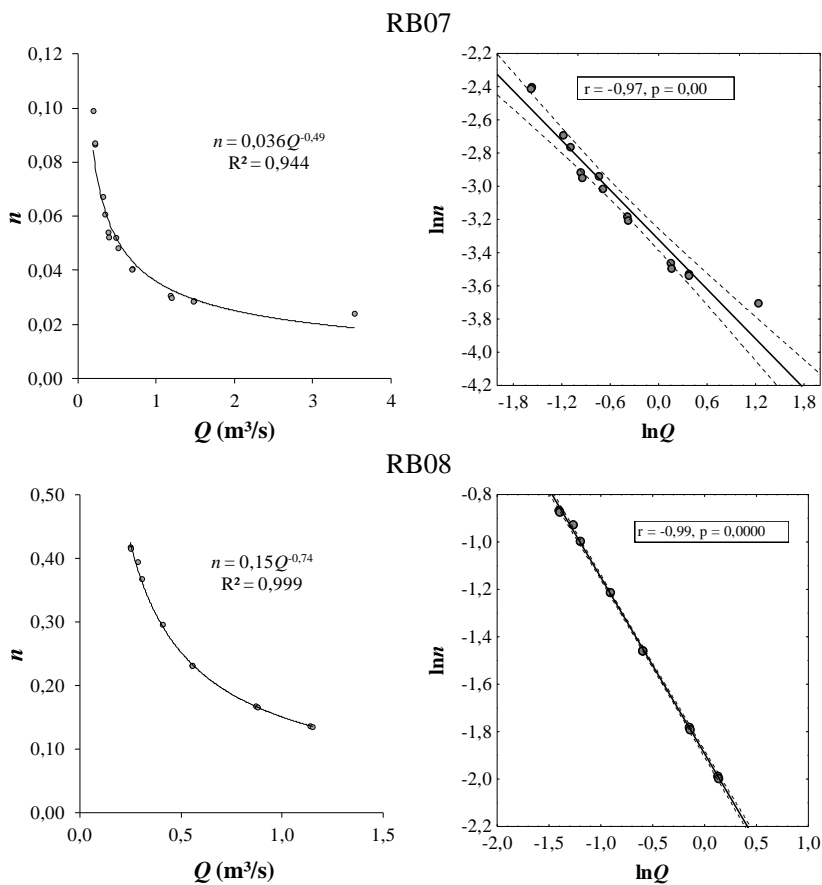 RB07
0,12
0,10
0,08
0,06
0,04
0,02
0,00
n
n = 0,036Q-0,49
R² = 0,944
0 1 2 3 4
Q (m³/s)
-2,2
-2,4
-2,6
-2,8
-3,0
-3,2
-3,4
-3,6
-3,8
-4,0
-4,2
lnn
r = -0,97, p = 0,00
-1,8 -1,2 -0,6 0,0 0,6 1,2 1,8
lnQ
RB08
0,50
0,40
0,30
0,20
0,10
0,00
n
n = 0,15Q-0,74
R² = 0,999
0,0 0,5 1,0 1,5
Q (m³/s)
-0,8
-1,0
-1,2
-1,4
-1,6
-1,8
-2,0
-2,2
lnn
r = -0,99, p = 0,0000
-2,0 -1,5 -1,0 -0,5 0,0 0,5 1,0
lnQ